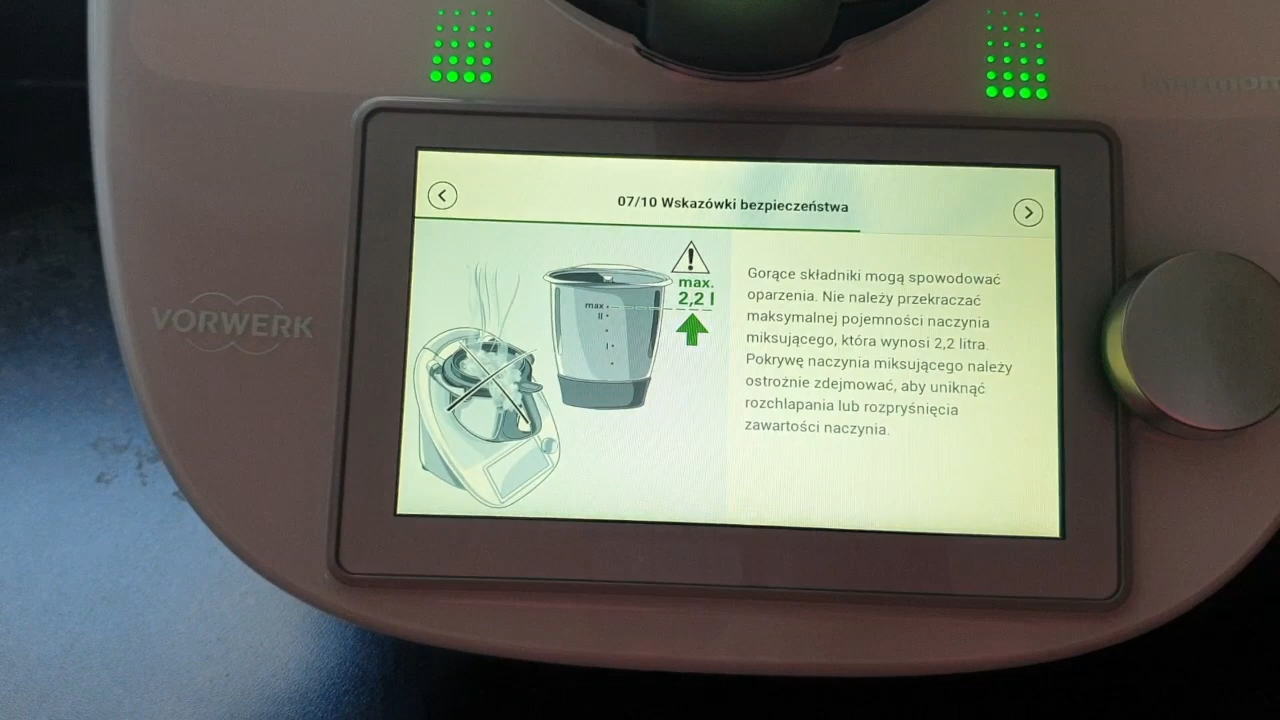 07/10 Wskazówki bezpieczeństwa
max.
2,2 l
max
II
I
Gorące składniki mogą spowodować
oparzenia. Nie należy przekraczać
maksymalnej pojemności naczynia
miksującego, która wynosi 2,2 litra.
Pokrywę naczynia miksującego należy
ostrożnie zdejmować, aby uniknąć
rozchlapania lub rozpryśnięcia
zawartości naczynia.
VORWERK